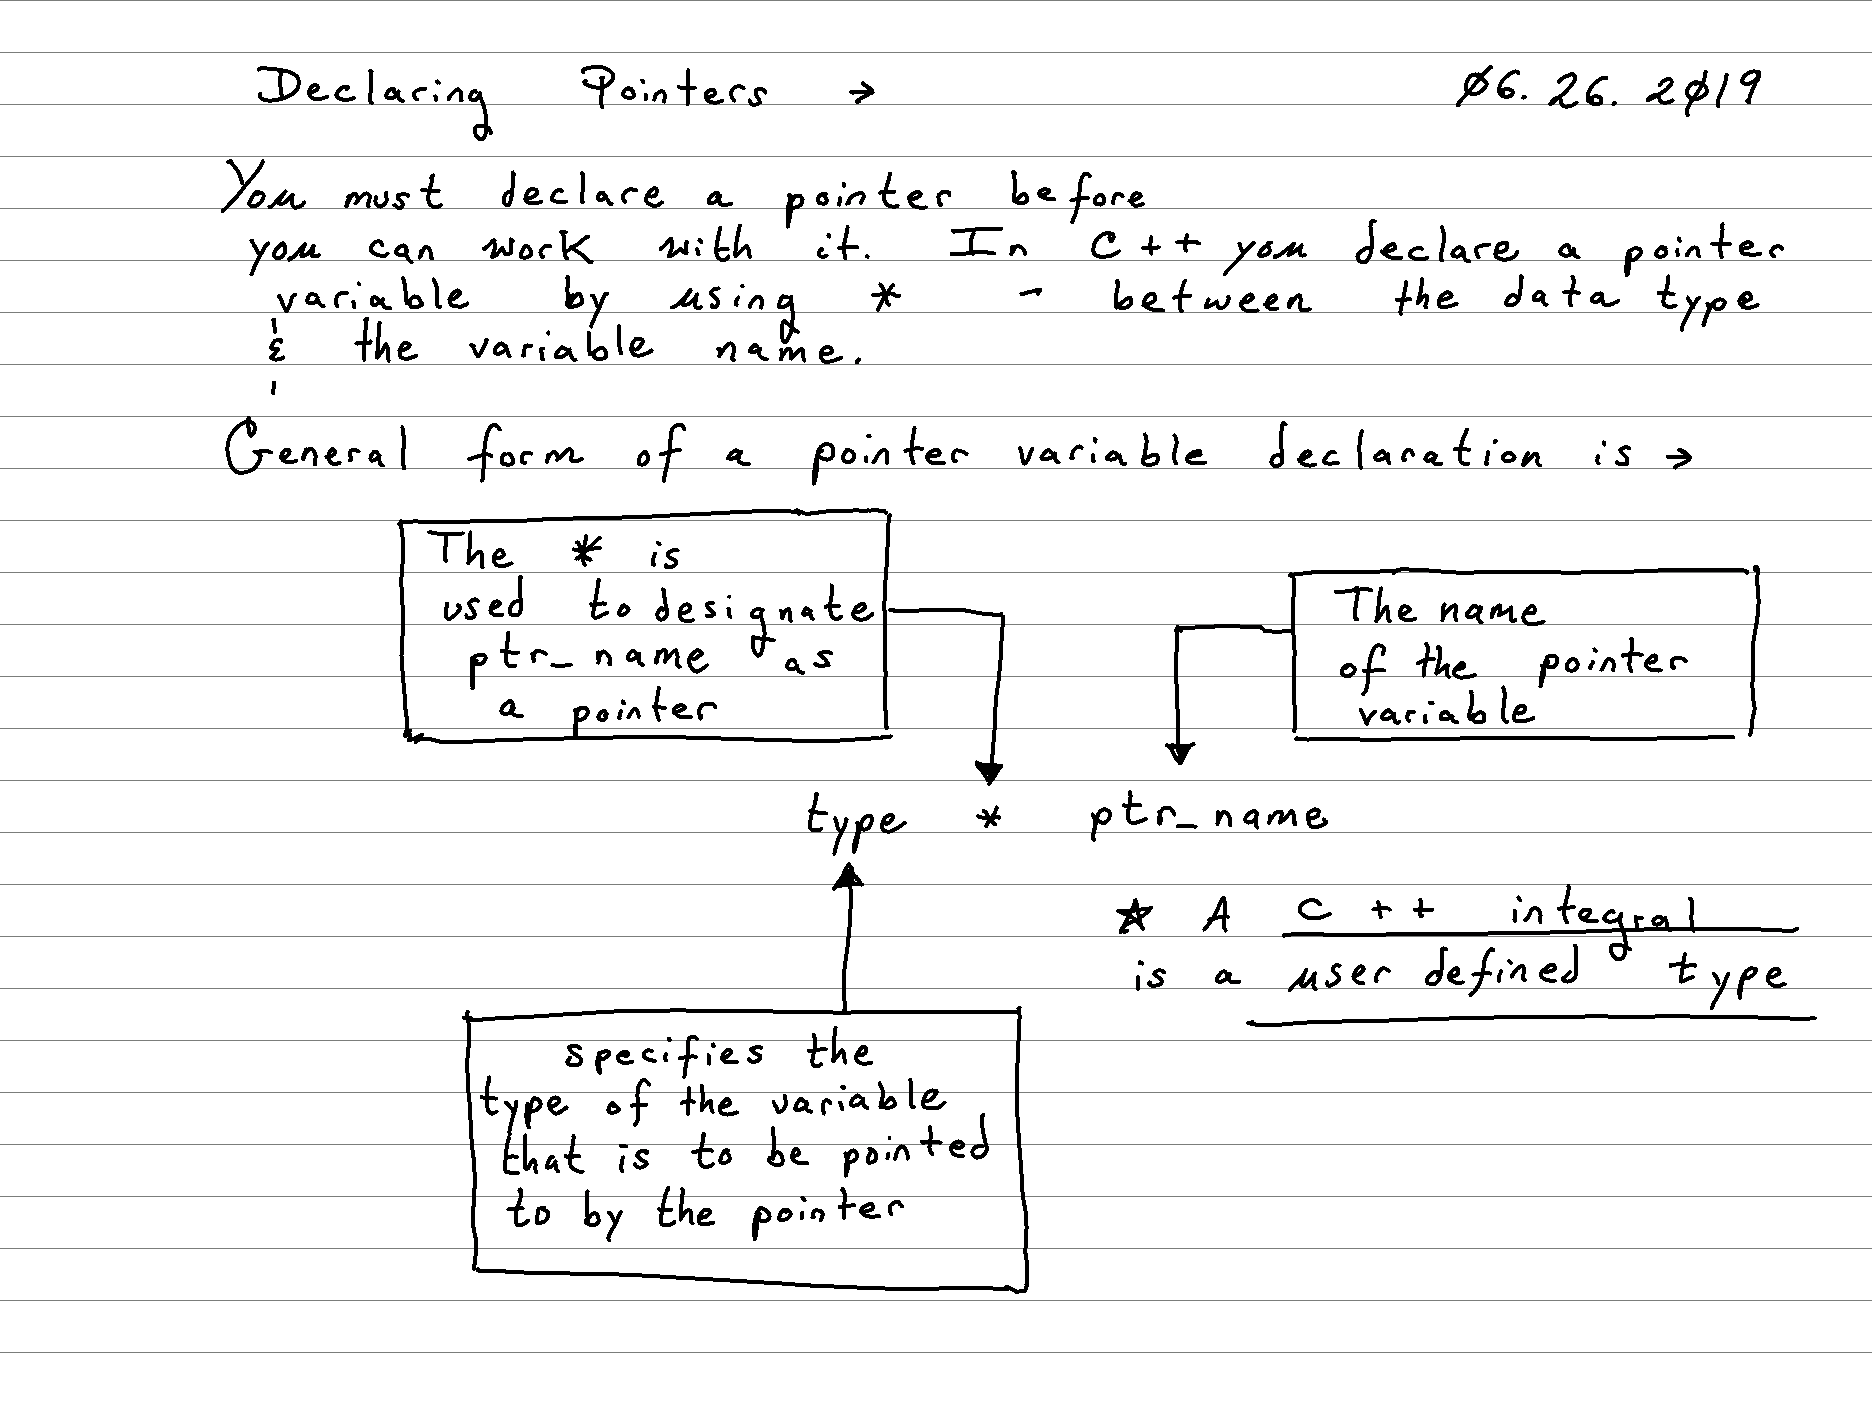 Declaring Pointers → 06.26.2019
You must declare a pointer before
you can work with it. In C++ you declare a pointer
variable by using * - between the data type
& the variable name.
General form of a pointer variable declaration is →
The * is
used to designate
ptr_name as
a pointer
The name
of the pointer
variable
type * ptr_name
☆ A C++ integral
is a user defined type
specifies the
type of the variable
that is to be pointed
to by the pointer